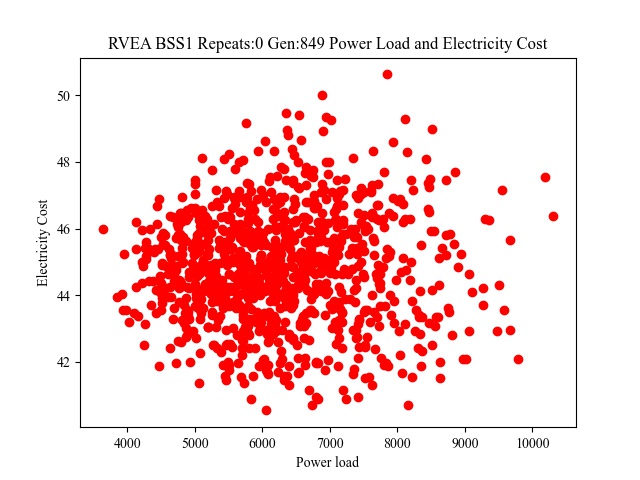 RVEA BSS1 Repeats:0 Gen:849 Power Load and Electricity Cost
50
48
46
44
42
Electricity Cost
4000 5000 6000 7000 8000 9000 10000
Power load